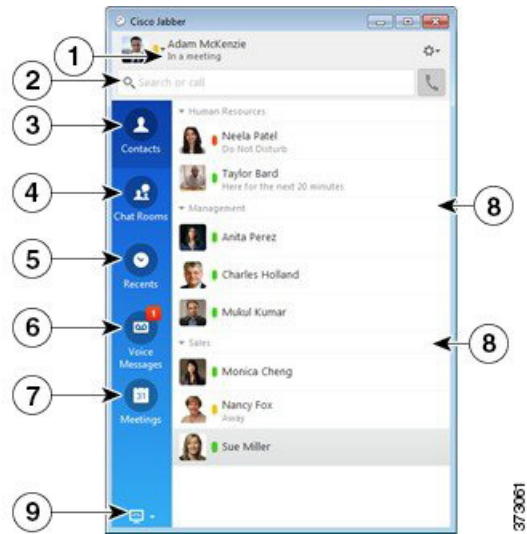 Cisco Jabber
Adam McKenzie
In a meeting
1
Search or call
2
Human Resources
3
Contacts
Neela Patel
Do Not Disturb
Taylor Bard
Here for the next 20 minutes
4
Chat Rooms
Management
8
Anita Perez
5
Recents
Charles Holland
6
1
Mukul Kumar
Voice
Messages
Sales
8
Monica Cheng
7
31
Meetings
Nancy Fox
Away
Sue Miller
9
373061